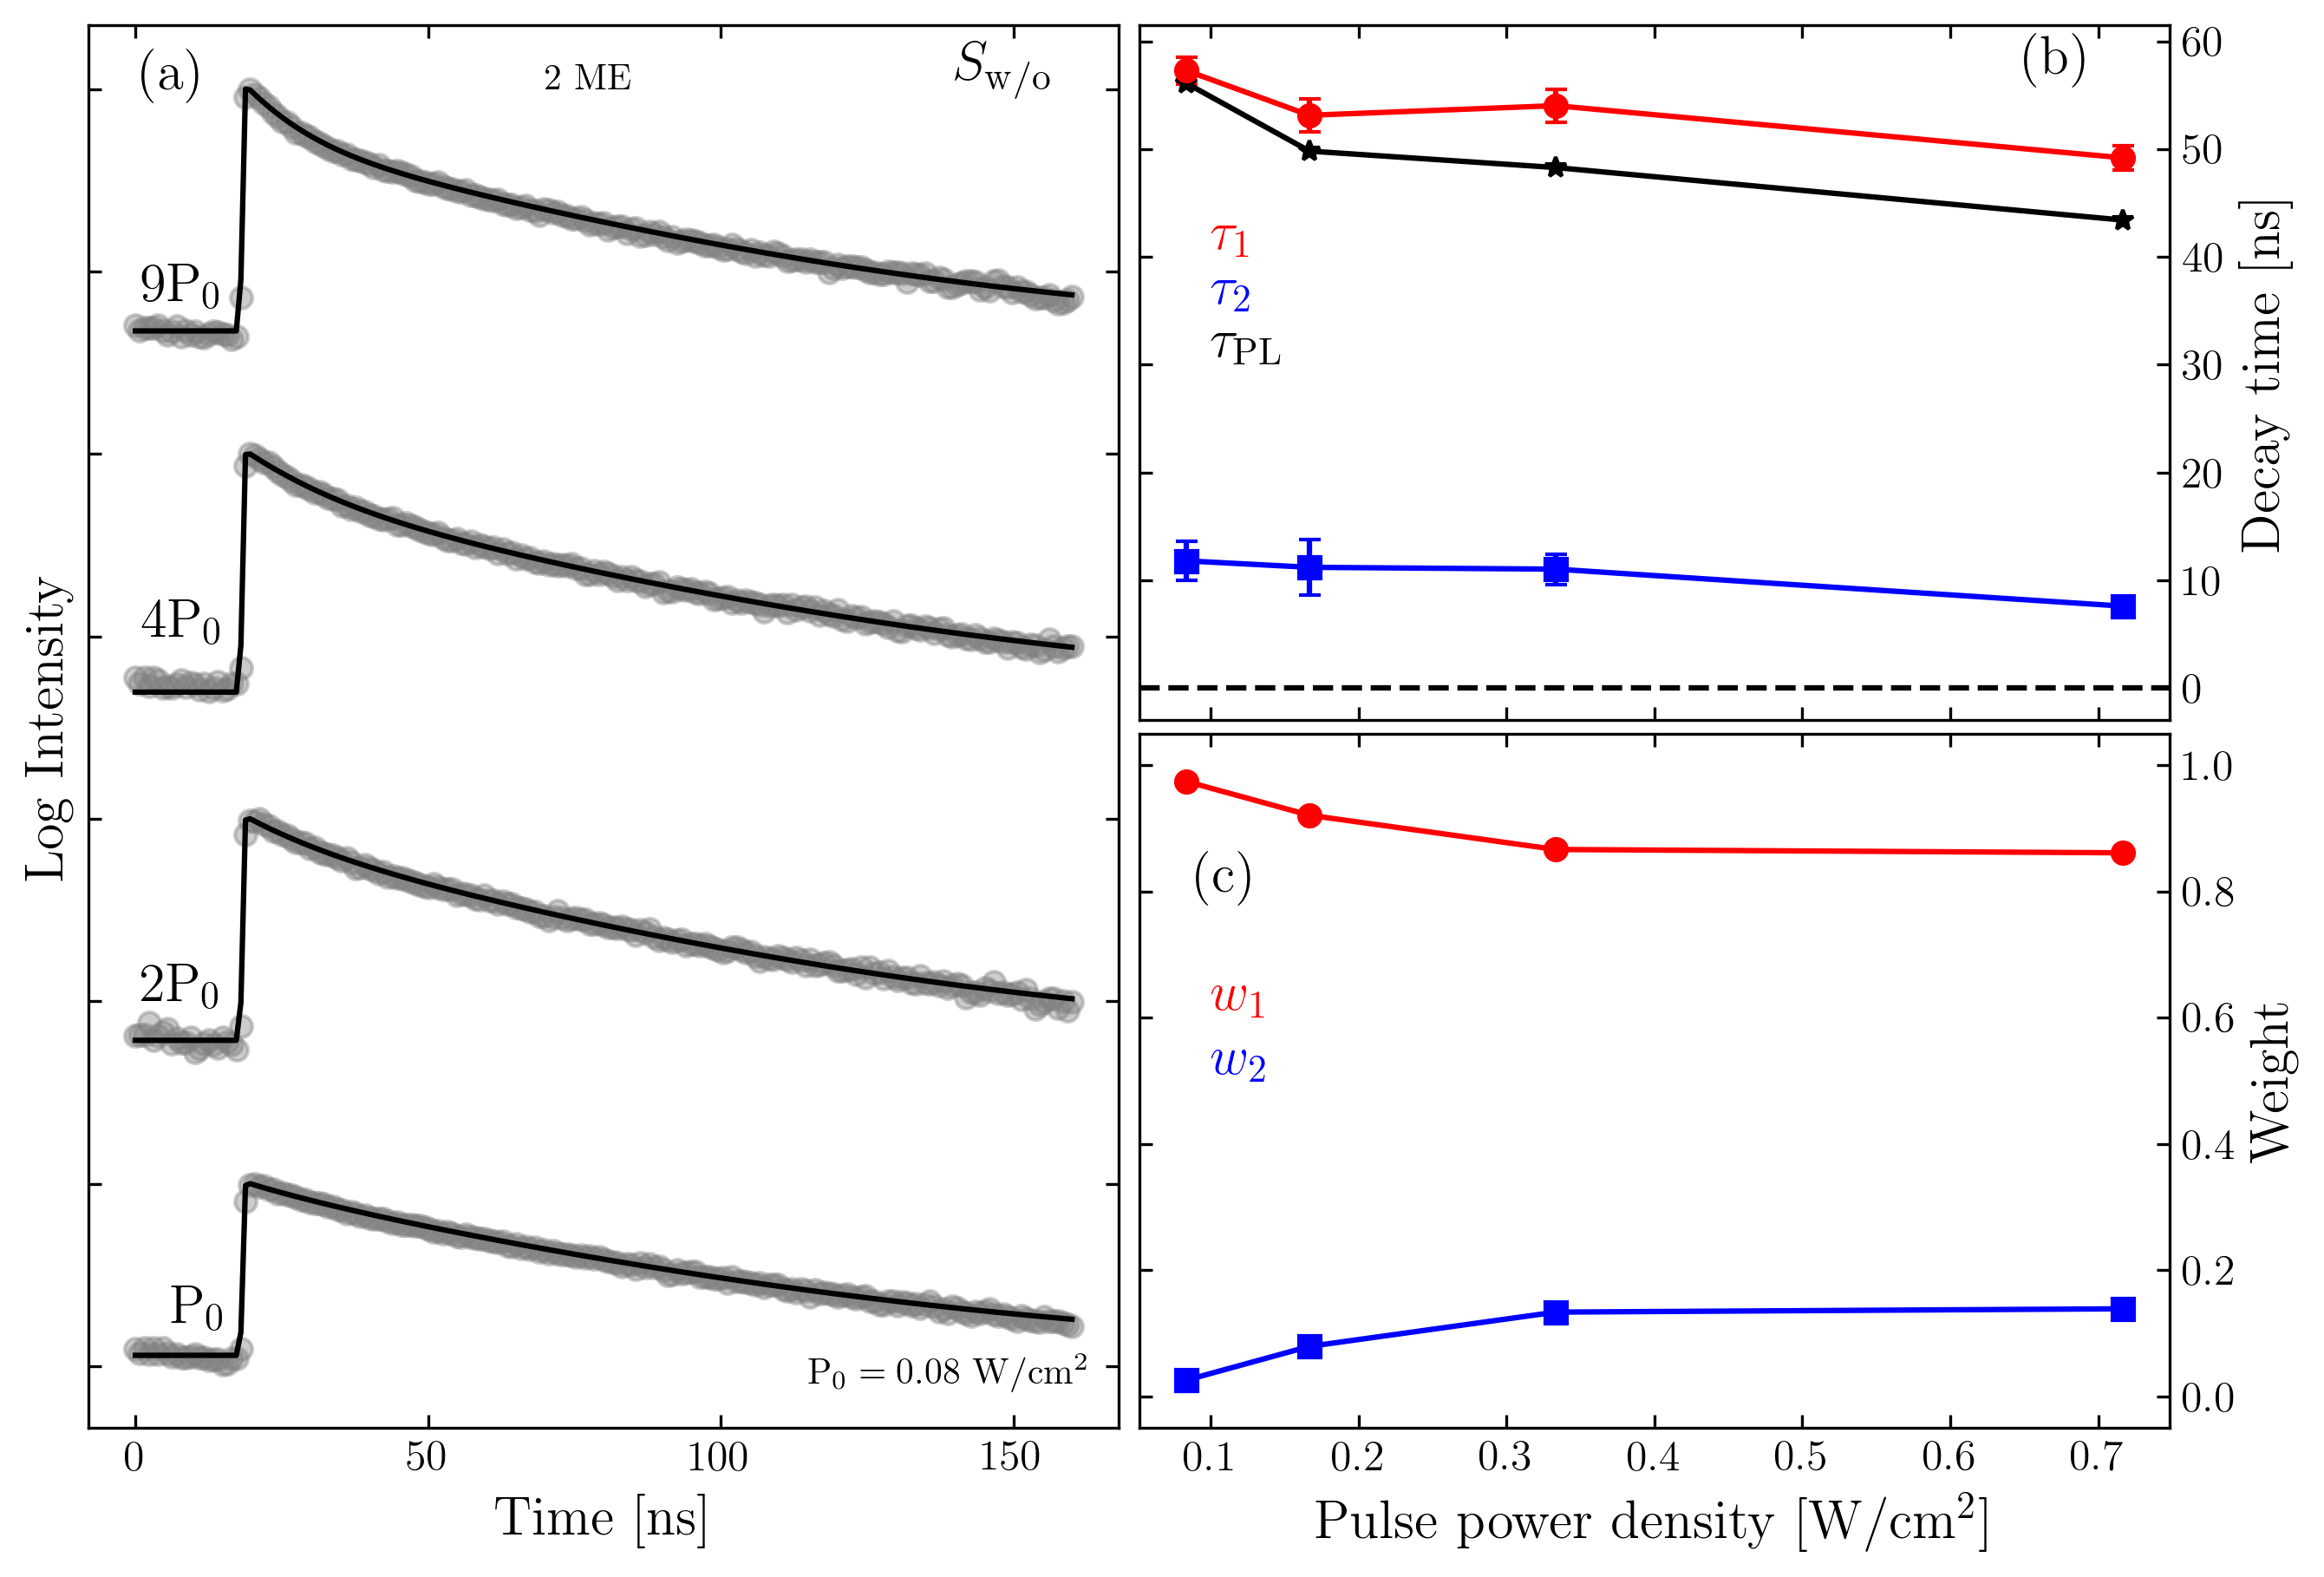 (a)
2 ME
S_w/o
9P_0
4P_0
2P_0
P_0
P_0 = 0.08 W/cm^2
Log Intensity
0 50 100 150
Time [ns]
(b)
τ_1
τ_2
τ_PL
60
50
40
30
20
10
0
Decay time [ns]
(c)
w_1
w_2
1.0
0.8
0.6
0.4
0.2
0.0
Weight
0.1 0.2 0.3 0.4 0.5 0.6 0.7
Pulse power density [W/cm^2]